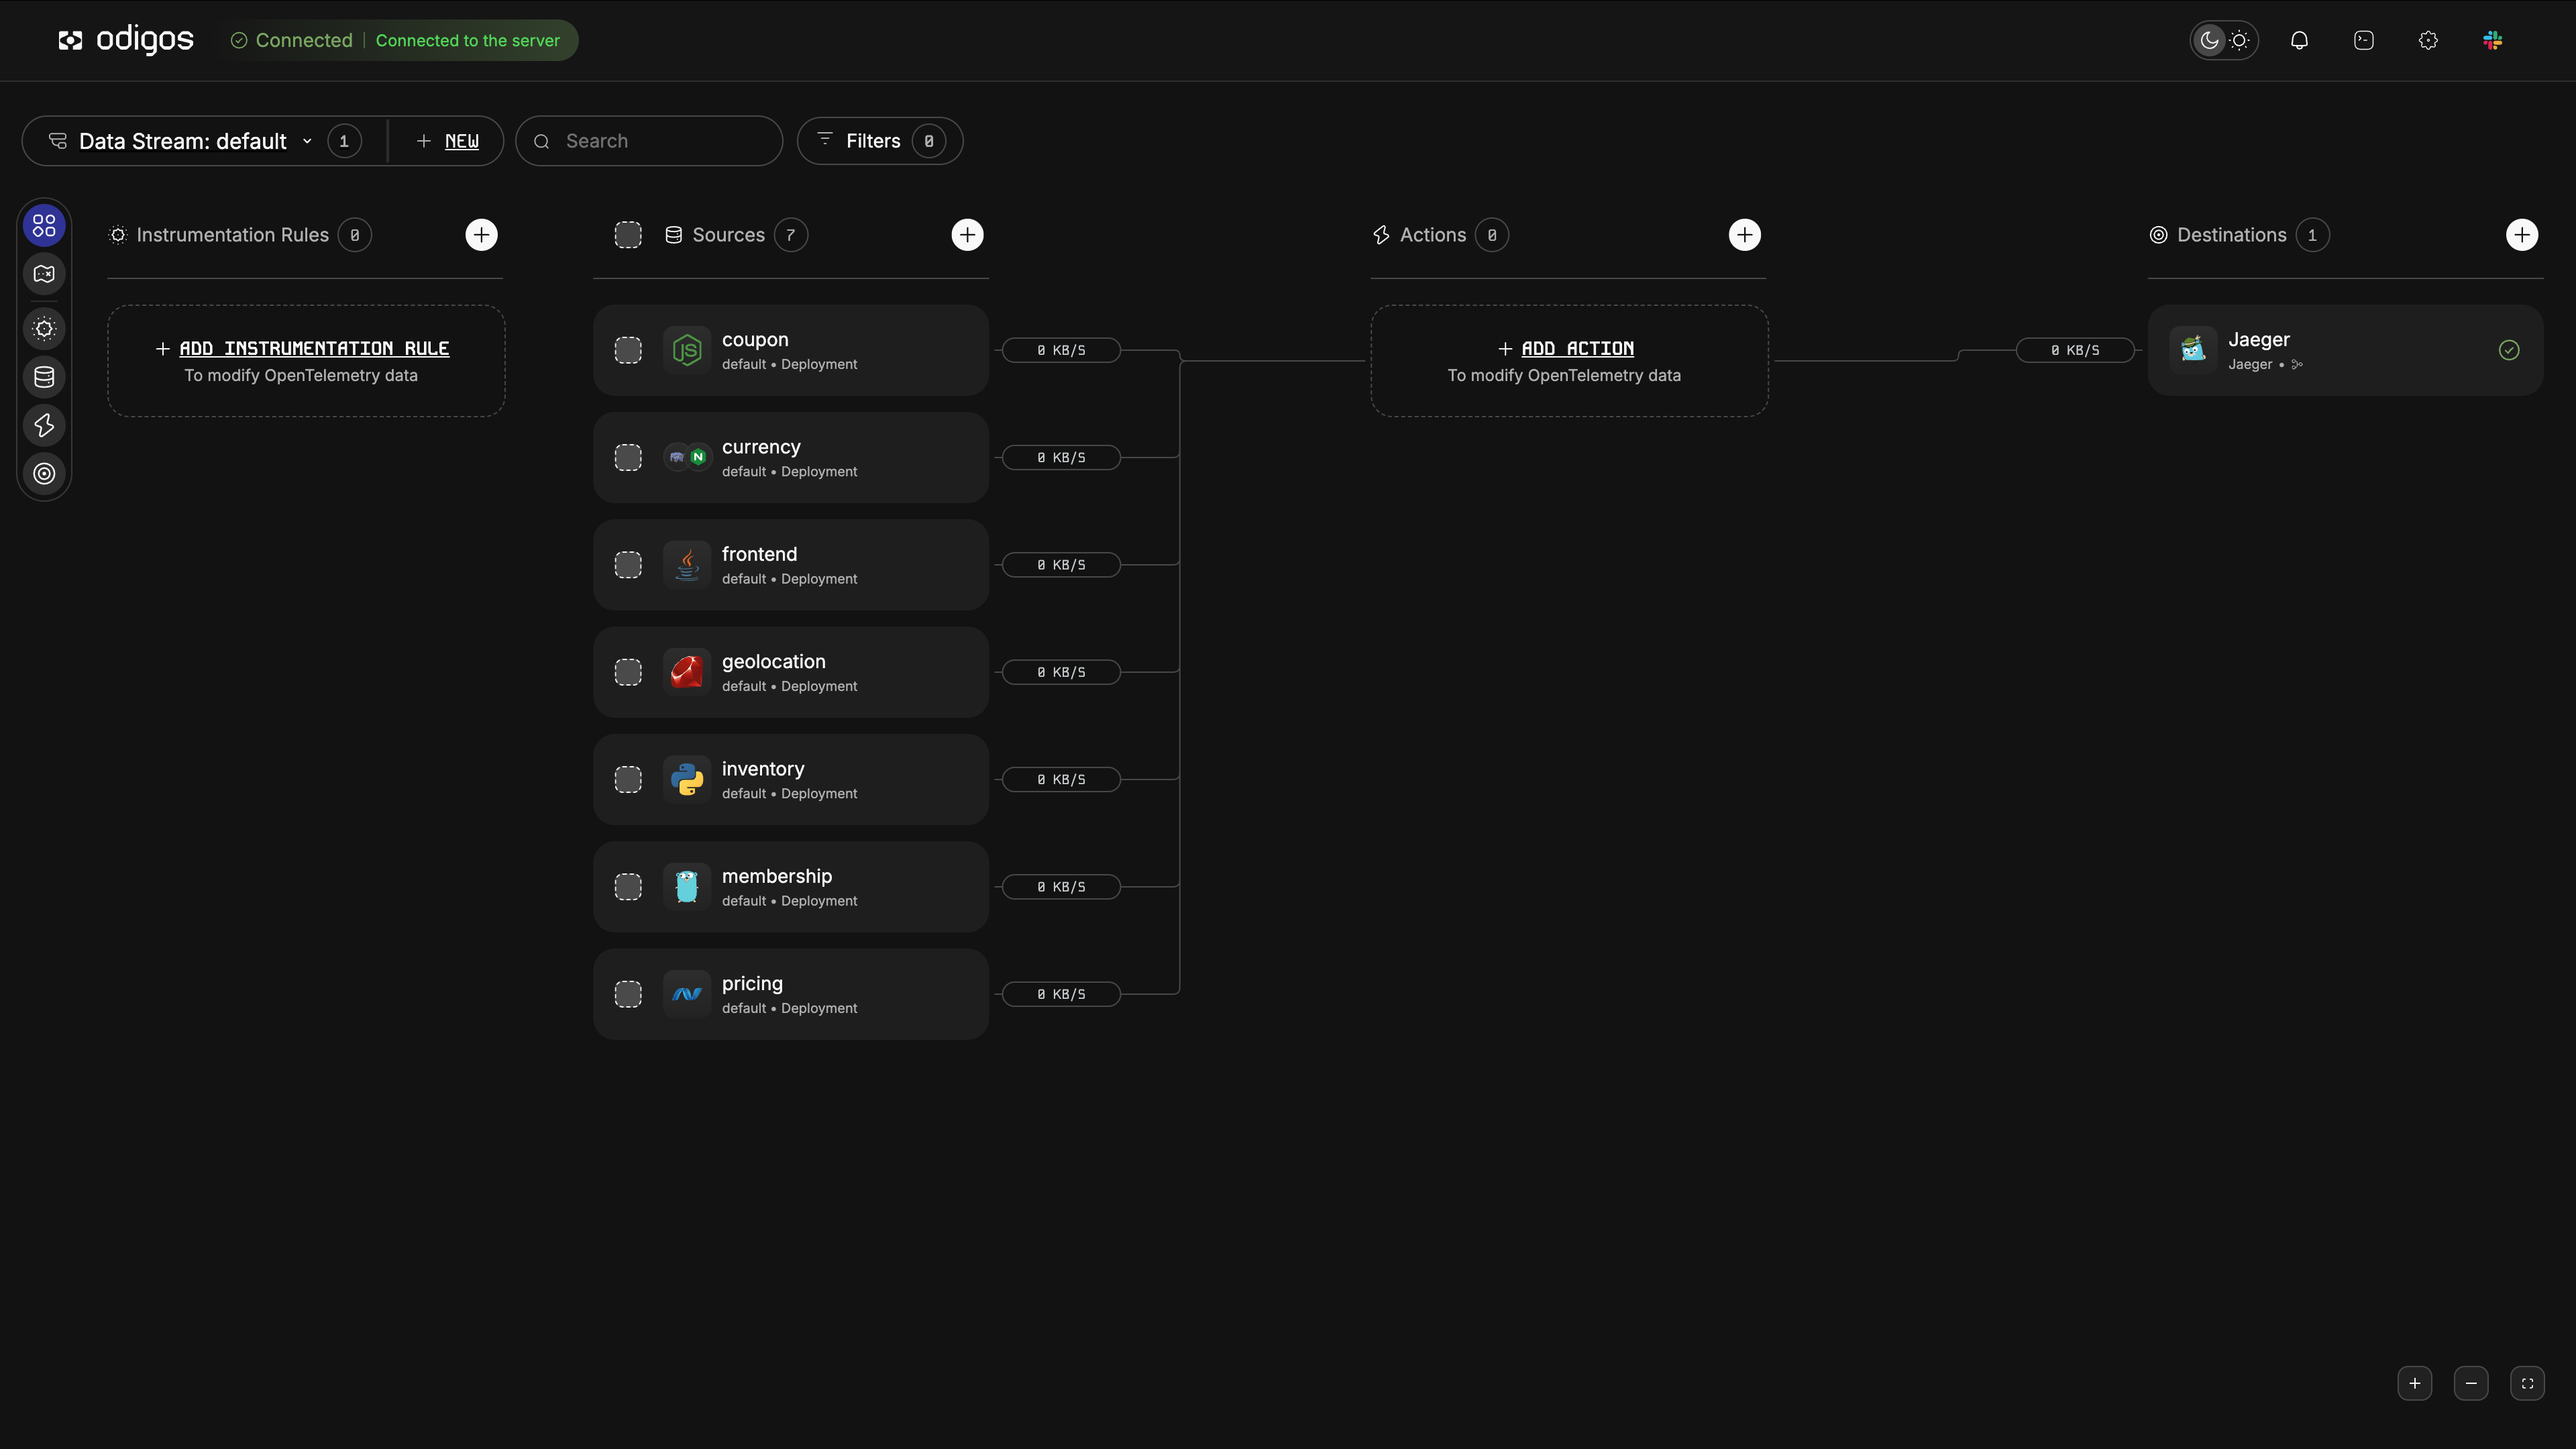 odigos
Connected | Connected to the server
Data Stream: default 1
+ NEW
Search
Filters 0
Instrumentation Rules 0
+ ADD INSTRUMENTATION RULE
To modify OpenTelemetry data
Sources 7
coupon
default • Deployment
0 KB/S
currency
default • Deployment
0 KB/S
frontend
default • Deployment
0 KB/S
geolocation
default • Deployment
0 KB/S
inventory
default • Deployment
0 KB/S
membership
default • Deployment
0 KB/S
pricing
default • Deployment
0 KB/S
Actions 0
+ ADD ACTION
To modify OpenTelemetry data
0 KB/S
Destinations 1
Jaeger
Jaeger •